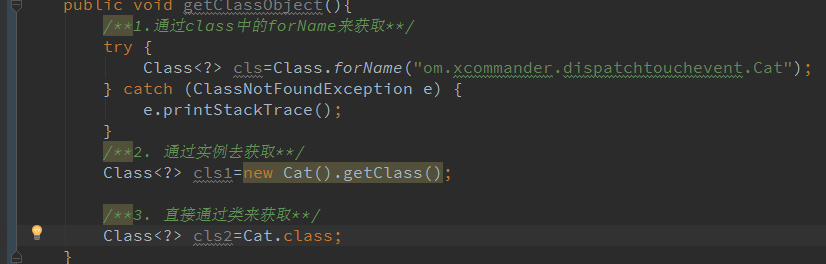 public void getClassObject(){
/**1.通过class中的forName来获取**/
try {
Class<?> cls=Class.forName("om.xcommander.dispatchtouchevent.Cat");
} catch (ClassNotFoundException e) {
e.printStackTrace();
}
/**2. 通过实例去获取**/
Class<?> cls1=new Cat().getClass();
/**3. 直接通过类来获取**/
Class<?> cls2=Cat.class;
}